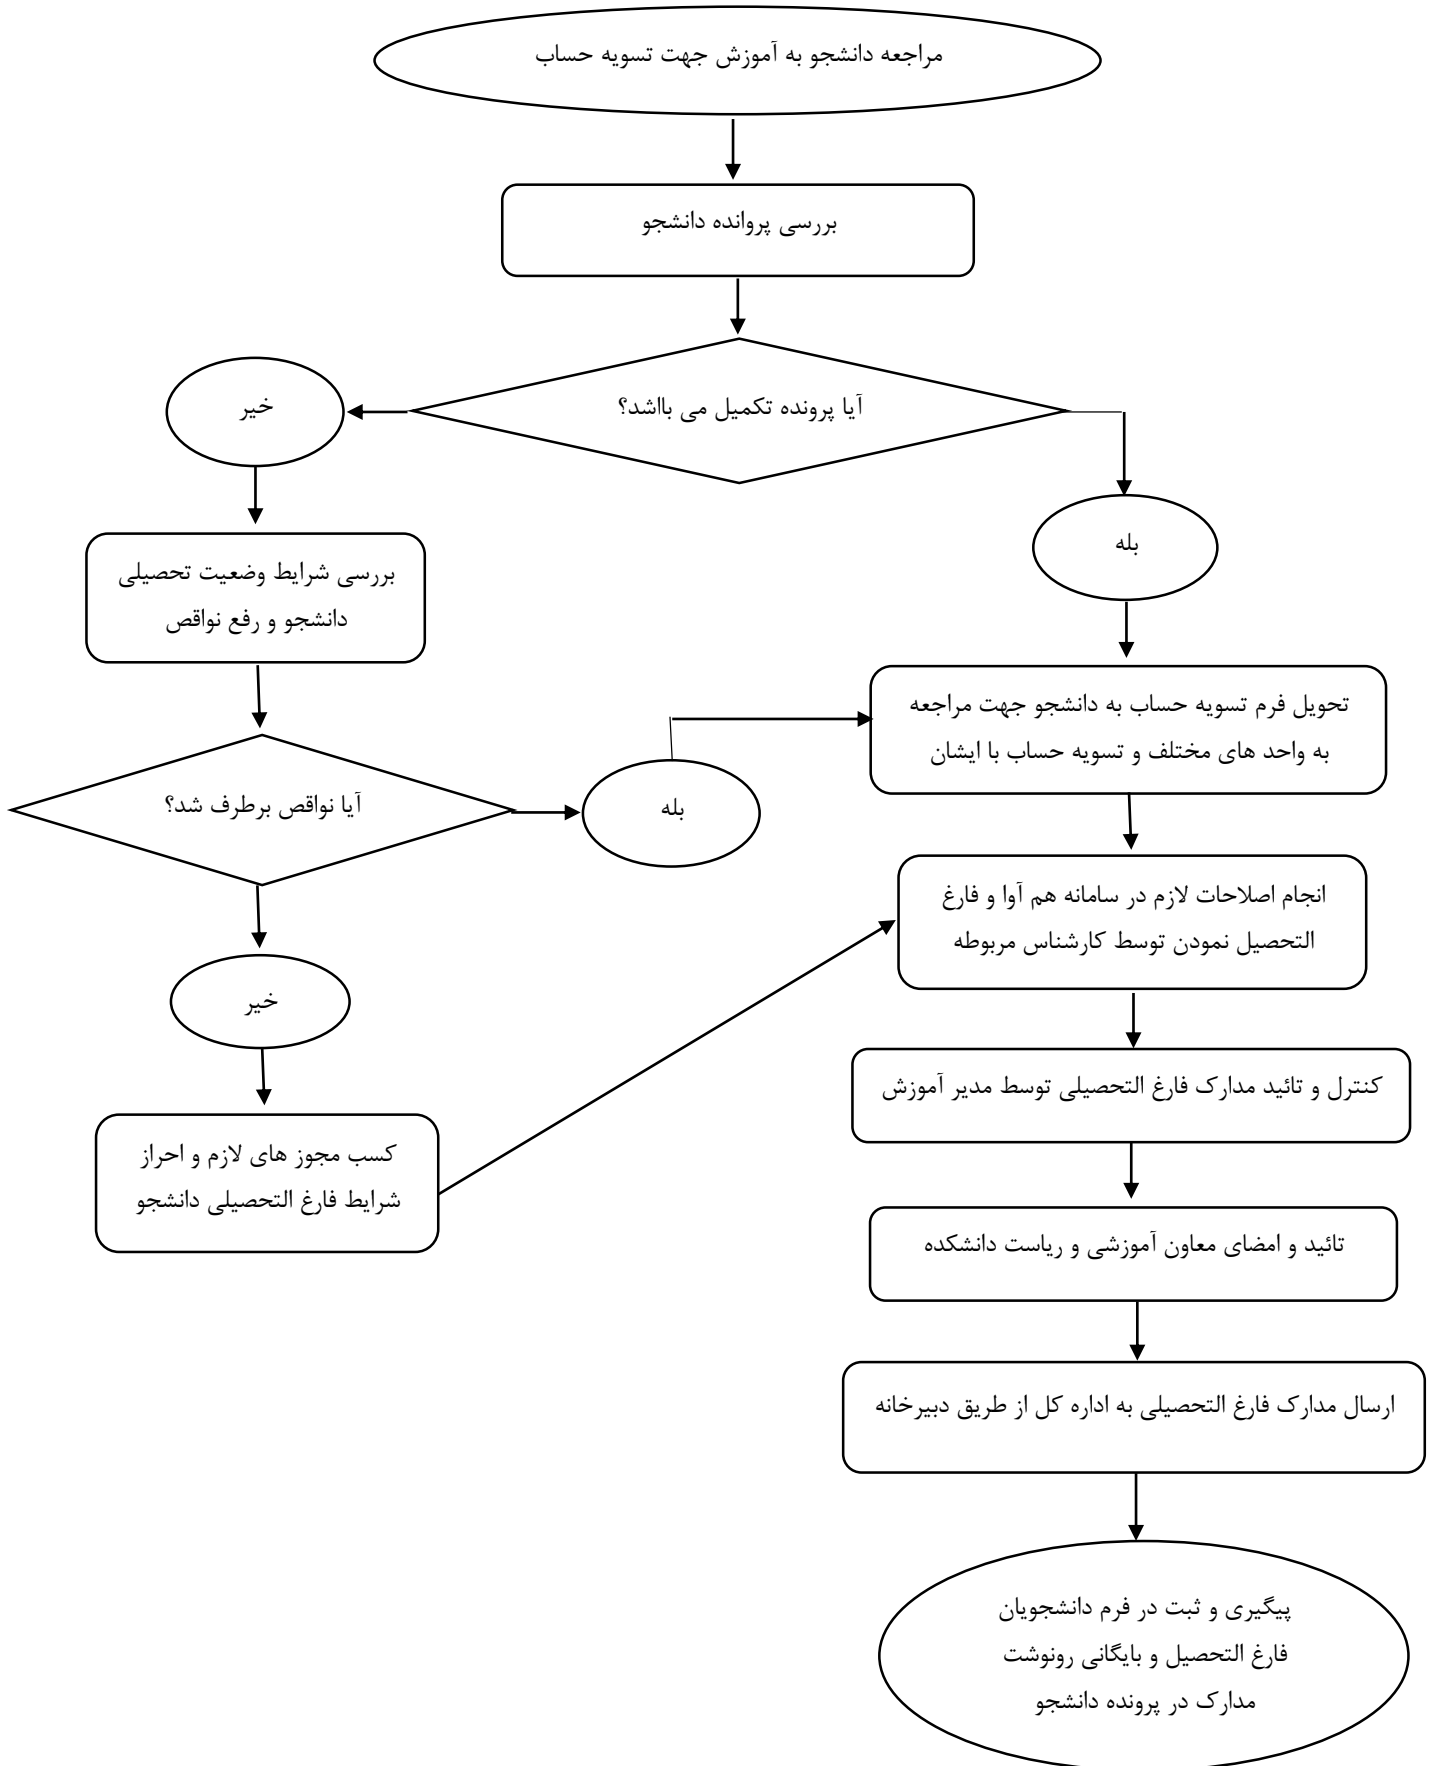 مراجعه دانشجو به آموزش جهت تسویه حساب
بررسی پروانده دانشجو
آیا پرونده تکمیل می بااشد؟
خیر
بله
بررسی شرایط وضعیت تحصیلی
دانشجو و رفع نواقص
تحویل فرم تسویه حساب به دانشجو جهت مراجعه
به واحد های مختلف و تسویه حساب با ایشان
آیا نواقص برطرف شد؟
بله
انجام اصلاحات لازم در سامانه هم آوا و فارغ
التحصیل نمودن توسط کارشناس مربوطه
خیر
کنترل و تائید مدارک فارغ التحصیلی توسط مدیر آموزش
کسب مجوز های لازم و احراز
شرایط فارغ التحصیلی دانشجو
تائید و امضای معاون آموزشی و ریاست دانشکده
ارسال مدارک فارغ التحصیلی به اداره کل از طریق دبیرخانه
پیگیری و ثبت در فرم دانشجویان
فارغ التحصیل و بایگانی رونوشت
مدارک در پرونده دانشجو